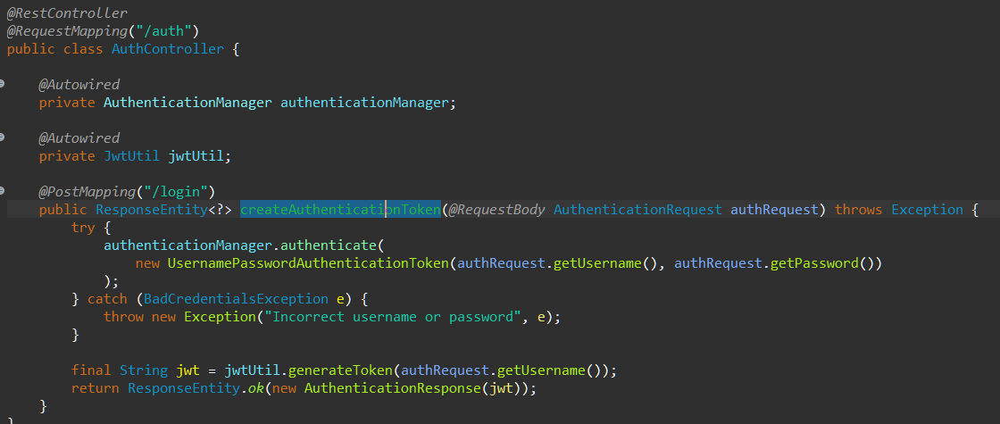 @RestController
@RequestMapping("/auth")
public class AuthController {
@Autowired
private AuthenticationManager authenticationManager;
@Autowired
private JwtUtil jwtUtil;
@PostMapping("/login")
public ResponseEntity<?> createAuthenticationToken(@RequestBody AuthenticationRequest authRequest) throws Exception {
try {
authenticationManager.authenticate(
new UsernamePasswordAuthenticationToken(authRequest.getUsername(), authRequest.getPassword())
);
} catch (BadCredentialsException e) {
throw new Exception("Incorrect username or password", e);
}
final String jwt = jwtUtil.generateToken(authRequest.getUsername());
return ResponseEntity.ok(new AuthenticationResponse(jwt));
}
}